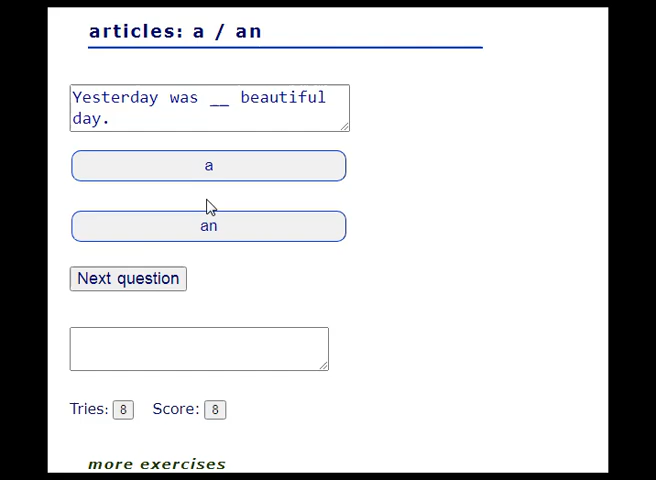 articles: a / an
Yesterday was __ beautiful
day.
a
an
Next question
Tries: 8 Score: 8
more exercises